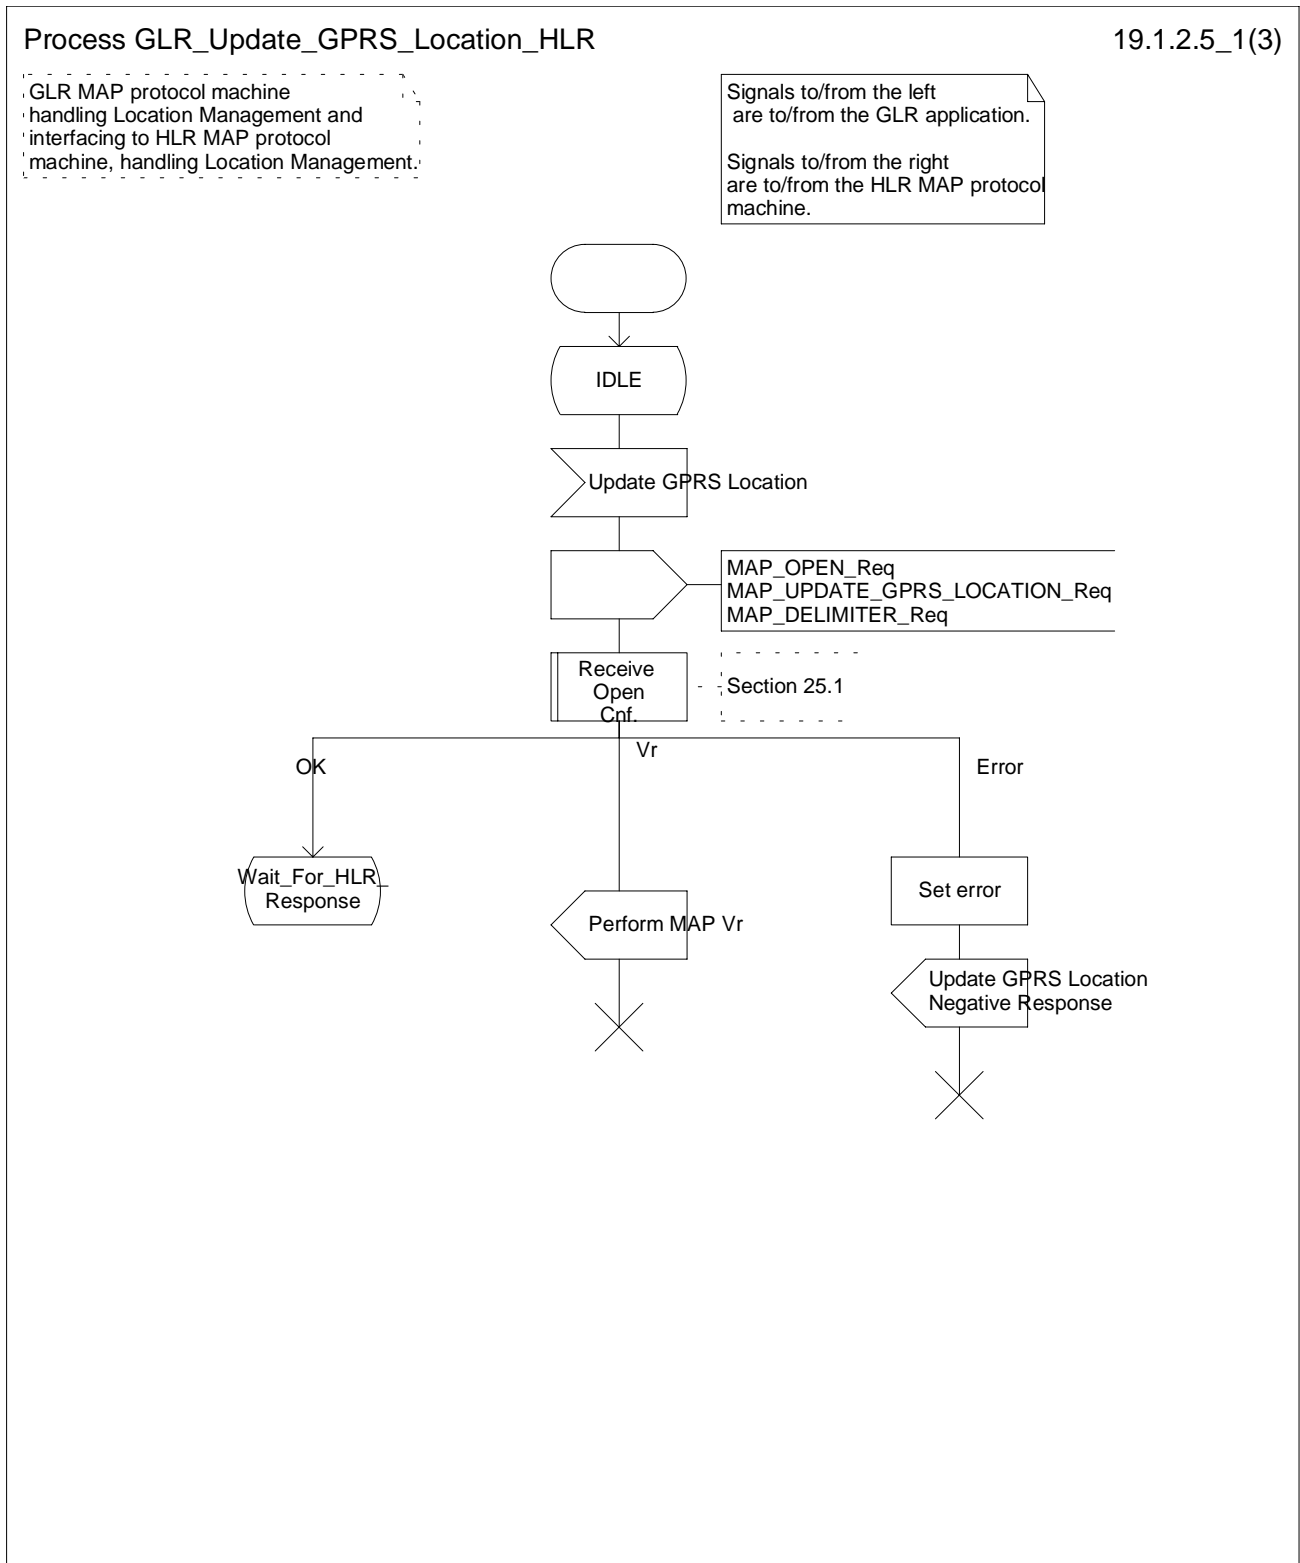 Process GLR_Update_GPRS_Location_HLR
19.1.2.5_1(3)
GLR MAP protocol machine
handling Location Management and
interfacing to HLR MAP protocol
machine, handling Location Management.
Signals to/from the left
are to/from the GLR application.
Signals to/from the right
are to/from the HLR MAP protocol
machine.
IDLE
Update GPRS Location
MAP_OPEN_Req
MAP_UPDATE_GPRS_LOCATION_Req
MAP_DELIMITER_Req
Receive
Open
Cnf.
Section 25.1
OK
Vr
Error
Wait_For_HLR_
Response
Perform MAP Vr
Set error
Update GPRS Location
Negative Response